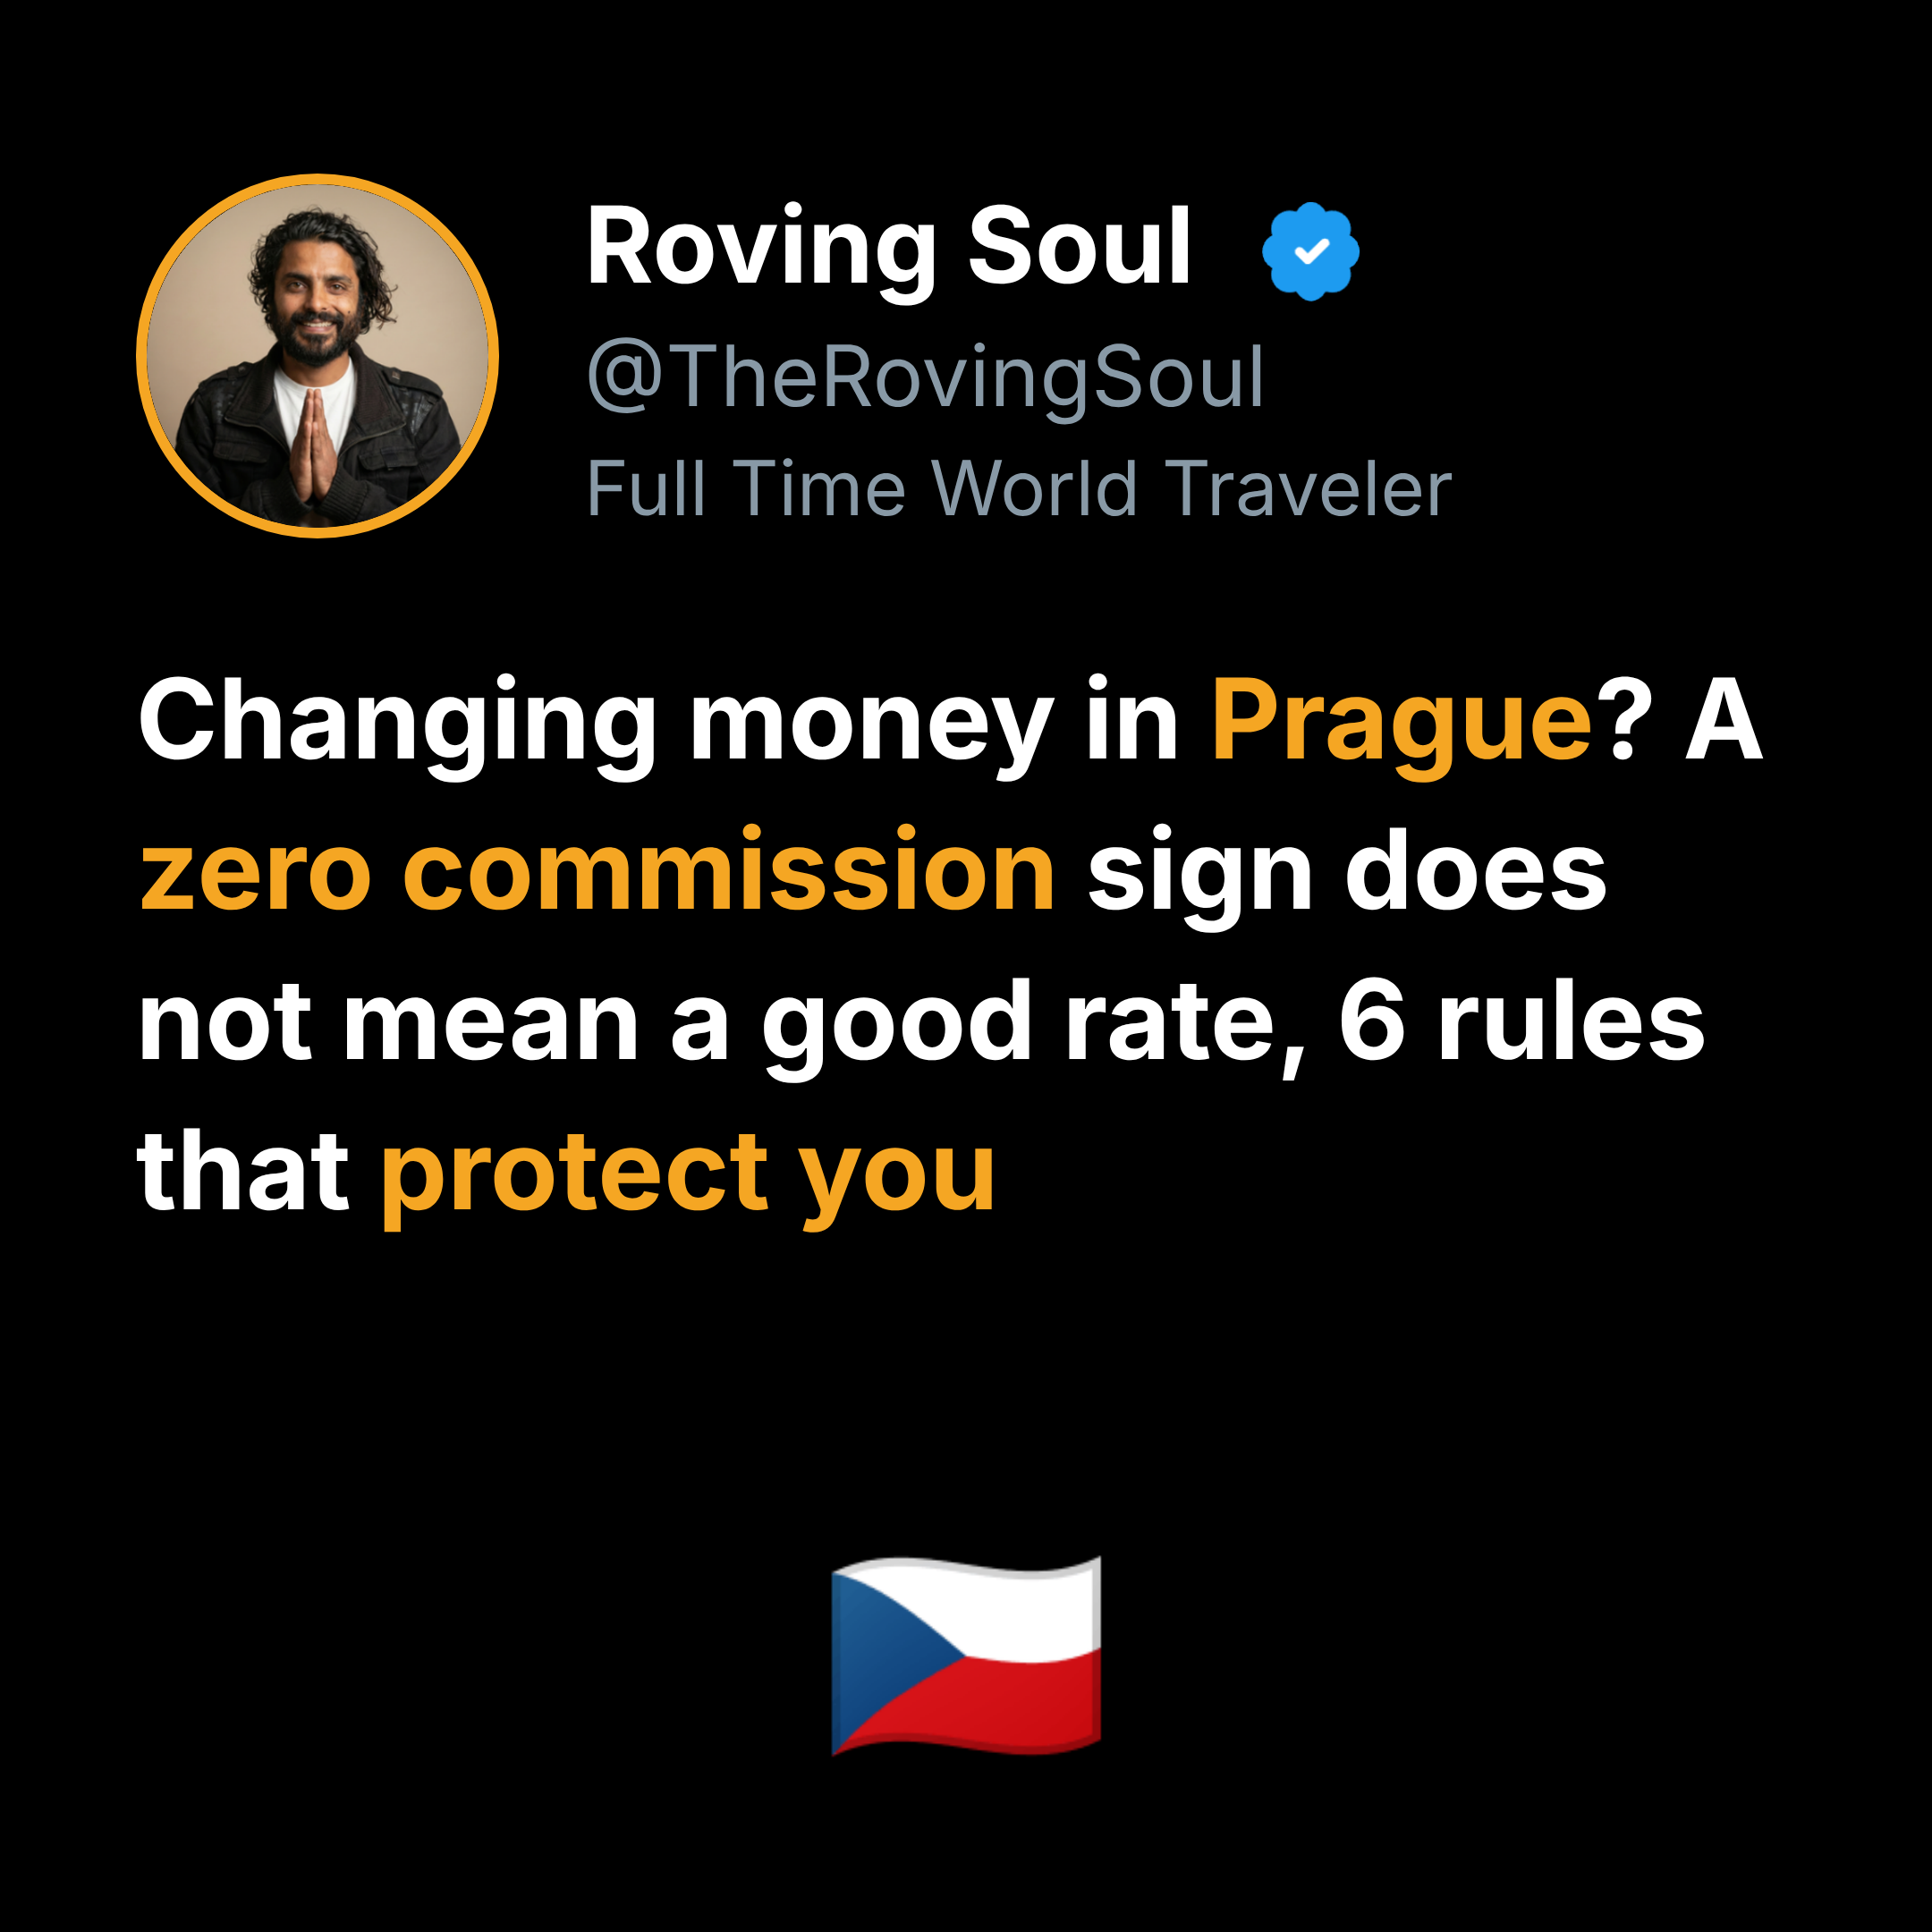 Roving Soul
@TheRovingSoul
Full Time World Traveler
Changing money in Prague? A
zero commission sign does
not mean a good rate, 6 rules
that protect you